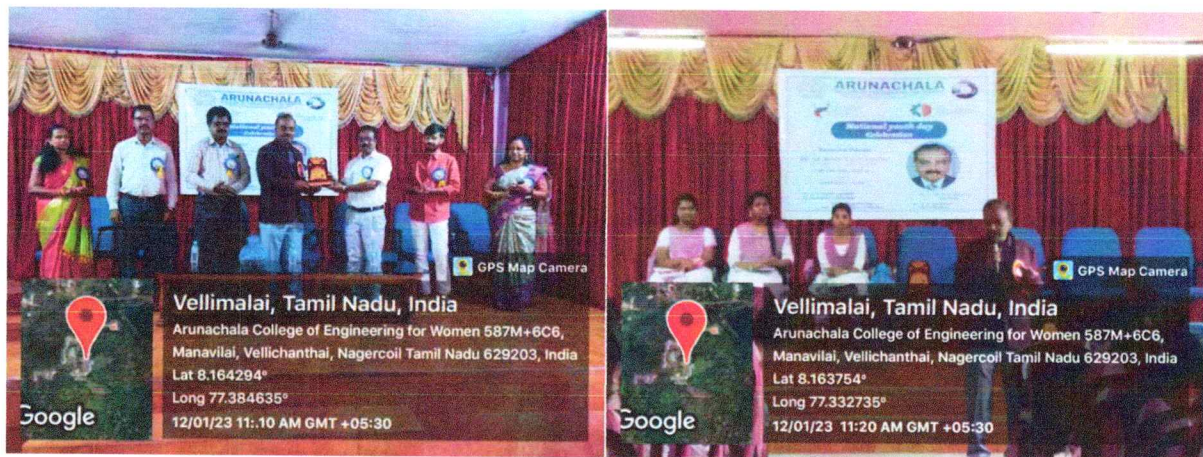 ARUNACHALA
National youth day
Celebration
GPS Map Camera
Vellimalai, Tamil Nadu, India
Arunachala College of Engineering for Women 587M+6C6,
Manavilai, Vellichanthai, Nagercoil Tamil Nadu 629203, India
Lat 8.164294°
Long 77.384635°
12/01/23 11:.10 AM GMT +05:30
Google
ARUNACHALA
National youth day
Celebration
GPS Map Camera
Vellimalai, Tamil Nadu, India
Arunachala College of Engineering for Women 587M+6C6,
Manavilai, Vellichanthai, Nagercoil Tamil Nadu 629203, India
Lat 8.163754°
Long 77.332735°
12/01/23 11:20 AM GMT +05:30
Google